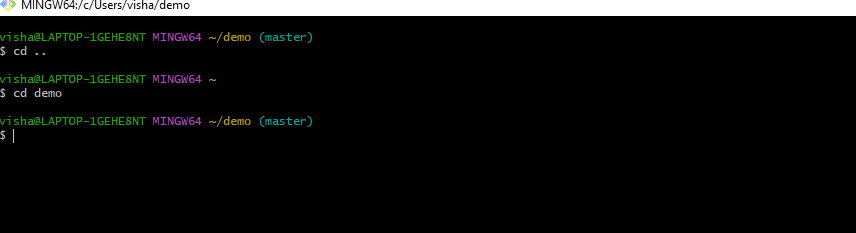 MINGW64:/c/Users/visha/demo
visha@LAPTOP-1GEHE8NT MINGW64 ~/demo (master)
$ cd ..
visha@LAPTOP-1GEHE8NT MINGW64 ~
$ cd demo
visha@LAPTOP-1GEHE8NT MINGW64 ~/demo (master)
$